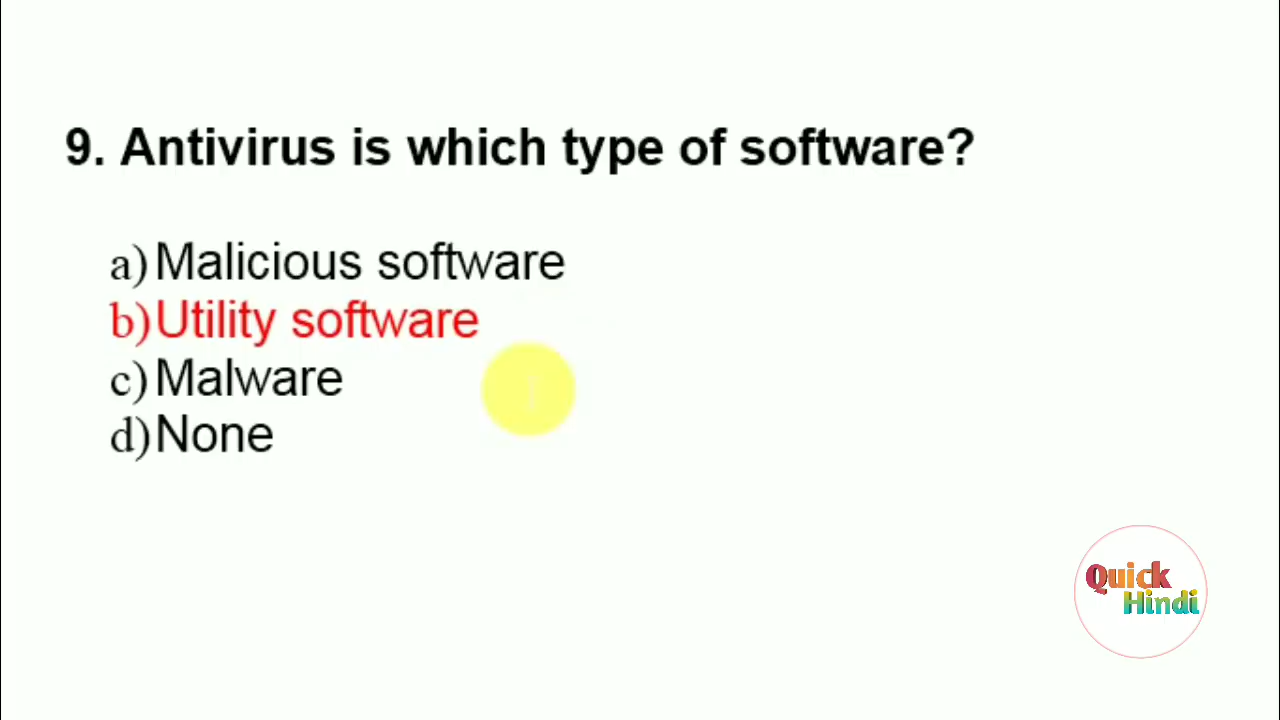 9. Antivirus is which type of software?
a) Malicious software
b) Utility software
c) Malware
d) None
Quick
Hindi